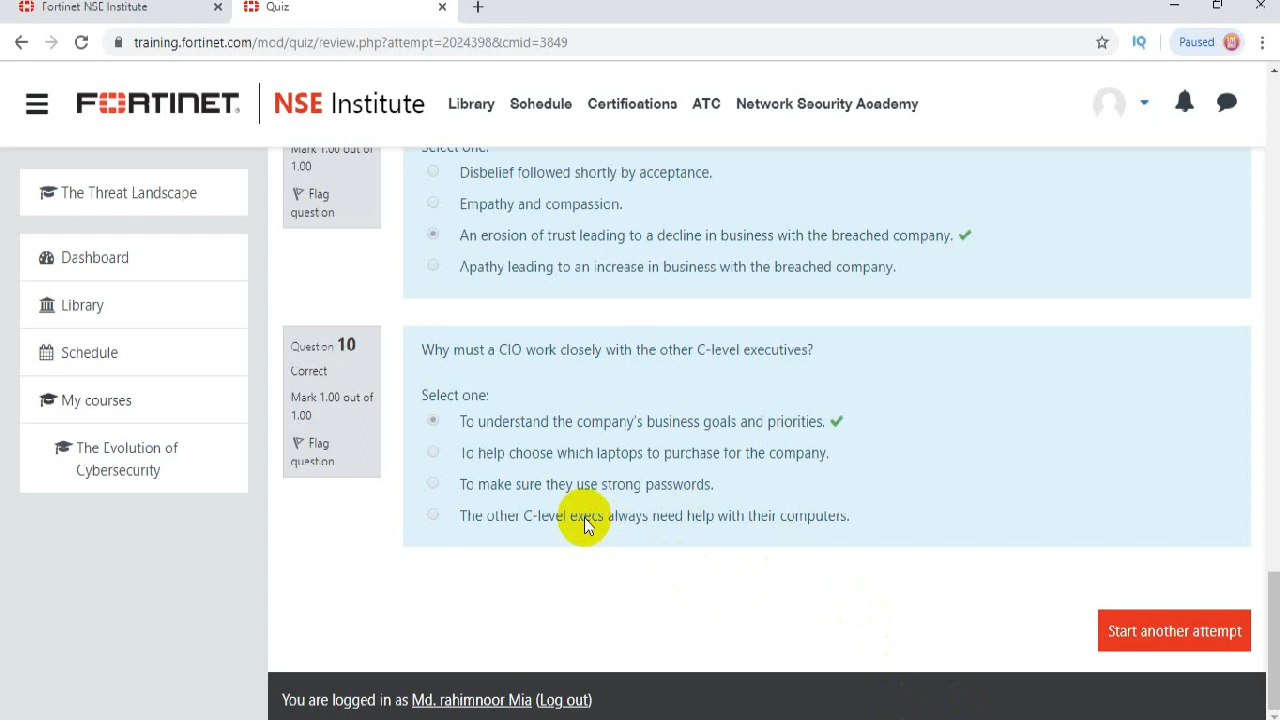 Fortinet NSE Institute
Quiz
training.fortinet.com/mod/quiz/review.php?attempt=2024398&cmid=3849
IQ
Paused
FORTINET
NSE Institute
Library
Schedule
Certifications
ATC
Network Security Academy
The Threat Landscape
Dashboard
Library
Schedule
My courses
The Evolution of
Cybersecurity
Mark 1.00 out of
1.00
Flag
question
Select one:
Disbelief followed shortly by acceptance.
Empathy and compassion.
An erosion of trust leading to a decline in business with the breached company.
Apathy leading to an increase in business with the breached company.
Question 10
Correct
Mark 1.00 out of
1.00
Flag
question
Why must a CIO work closely with the other C-level executives?
Select one:
To understand the company's business goals and priorities.
To help choose which laptops to purchase for the company.
To make sure they use strong passwords.
The other C-level execs always need help with their computers.
Start another attempt
You are logged in as Md. rahimnoor Mia (Log out)